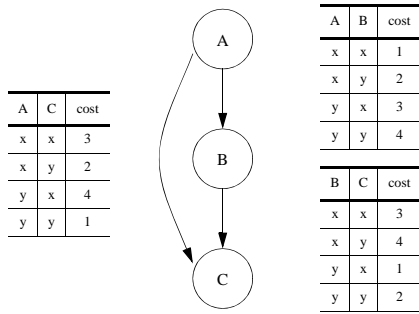 A C cost
x x 3
x y 2
y x 4
y y 1
A
B
C
A B cost
x x 1
x y 2
y x 3
y y 4
B C cost
x x 3
x y 4
y x 1
y y 2